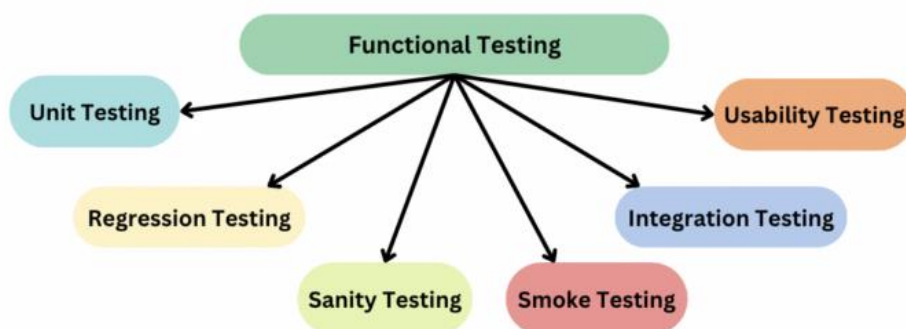 Functional Testing
Unit Testing
Usability Testing
Regression Testing
Integration Testing
Sanity Testing
Smoke Testing